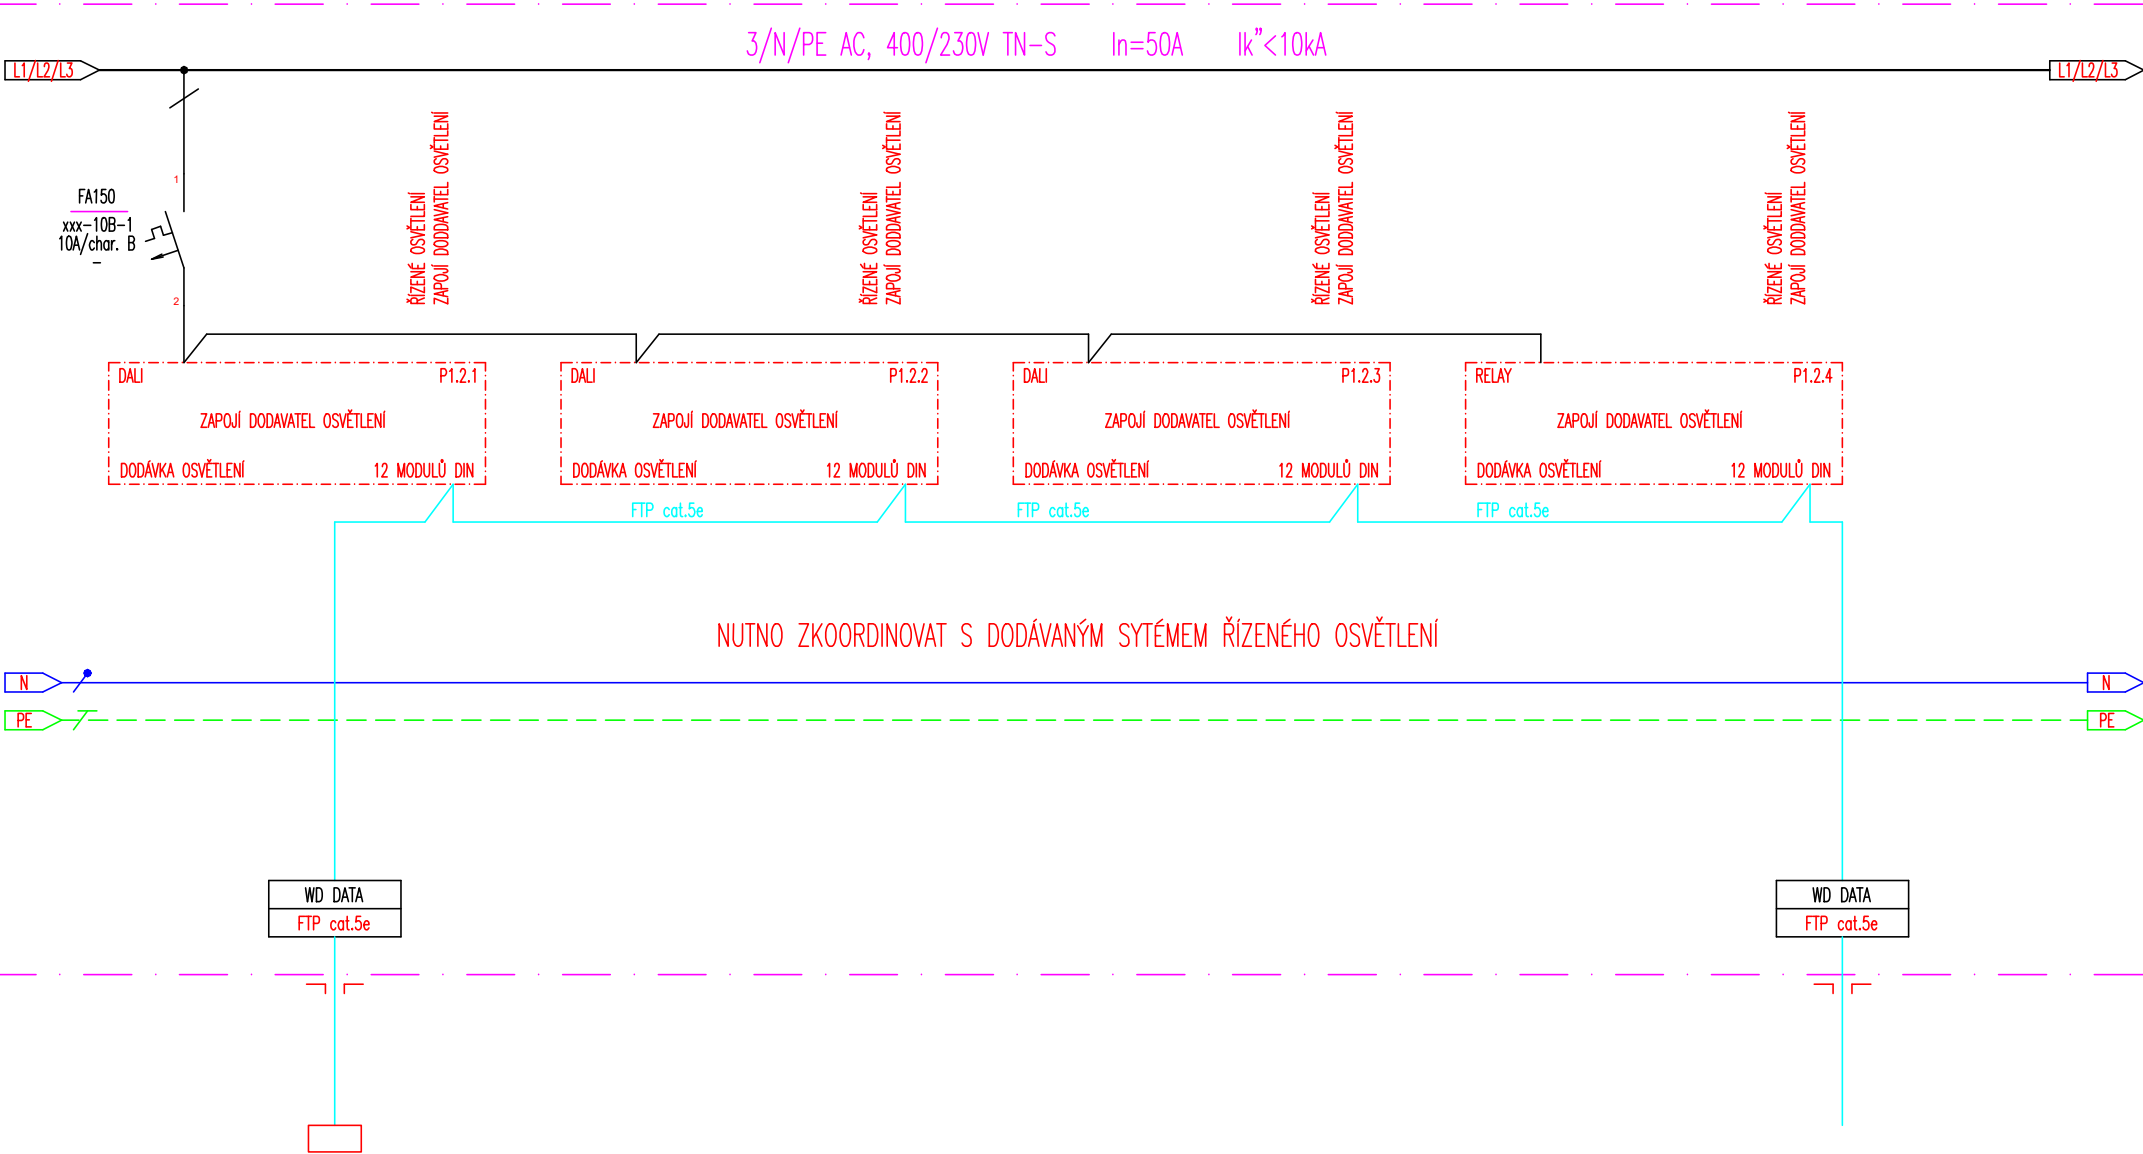 3/N/PE AC, 400/230V TN-S In=50A Ik"<10kA
L1/L2/L3
L1/L2/L3
1
FA150
xxx-10B-1
10A/char. B
-
2
ŘÍZENÉ OSVĚTLENÍ
ZAPOJÍ DODDAVATEL OSVĚTLENÍ
ŘÍZENÉ OSVĚTLENÍ
ZAPOJÍ DODDAVATEL OSVĚTLENÍ
ŘÍZENÉ OSVĚTLENÍ
ZAPOJÍ DODDAVATEL OSVĚTLENÍ
ŘÍZENÉ OSVĚTLENÍ
ZAPOJÍ DODDAVATEL OSVĚTLENÍ
DALI P1.2.1
ZAPOJÍ DODAVATEL OSVĚTLENÍ
DODÁVKA OSVĚTLENÍ 12 MODULŮ DIN
DALI P1.2.2
ZAPOJÍ DODAVATEL OSVĚTLENÍ
DODÁVKA OSVĚTLENÍ 12 MODULŮ DIN
DALI P1.2.3
ZAPOJÍ DODAVATEL OSVĚTLENÍ
DODÁVKA OSVĚTLENÍ 12 MODULŮ DIN
RELAY P1.2.4
ZAPOJÍ DODAVATEL OSVĚTLENÍ
DODÁVKA OSVĚTLENÍ 12 MODULŮ DIN
FTP cat.5e
FTP cat.5e
FTP cat.5e
NUTNO ZKOORDINOVAT S DODÁVANÝM SYTÉMEM ŘÍZENÉHO OSVĚTLENÍ
N
N
PE
PE
WD DATA
FTP cat.5e
WD DATA
FTP cat.5e